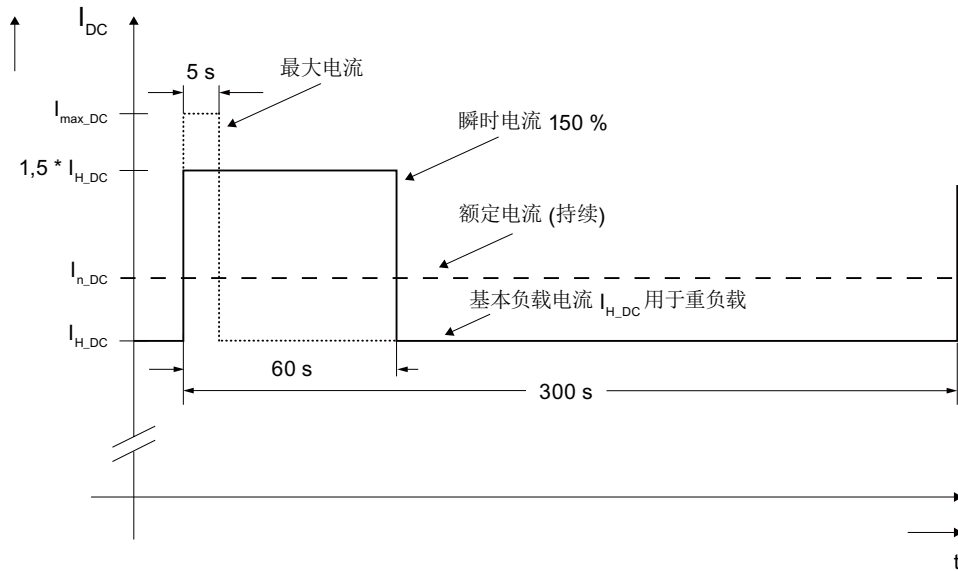 I_DC
5 s
最大电流
I_max_DC
瞬时电流 150 %
1,5 * I_H_DC
额定电流 (持续)
I_n_DC
基本负载电流 I_H_DC 用于重负载
I_H_DC
60 s
300 s
t